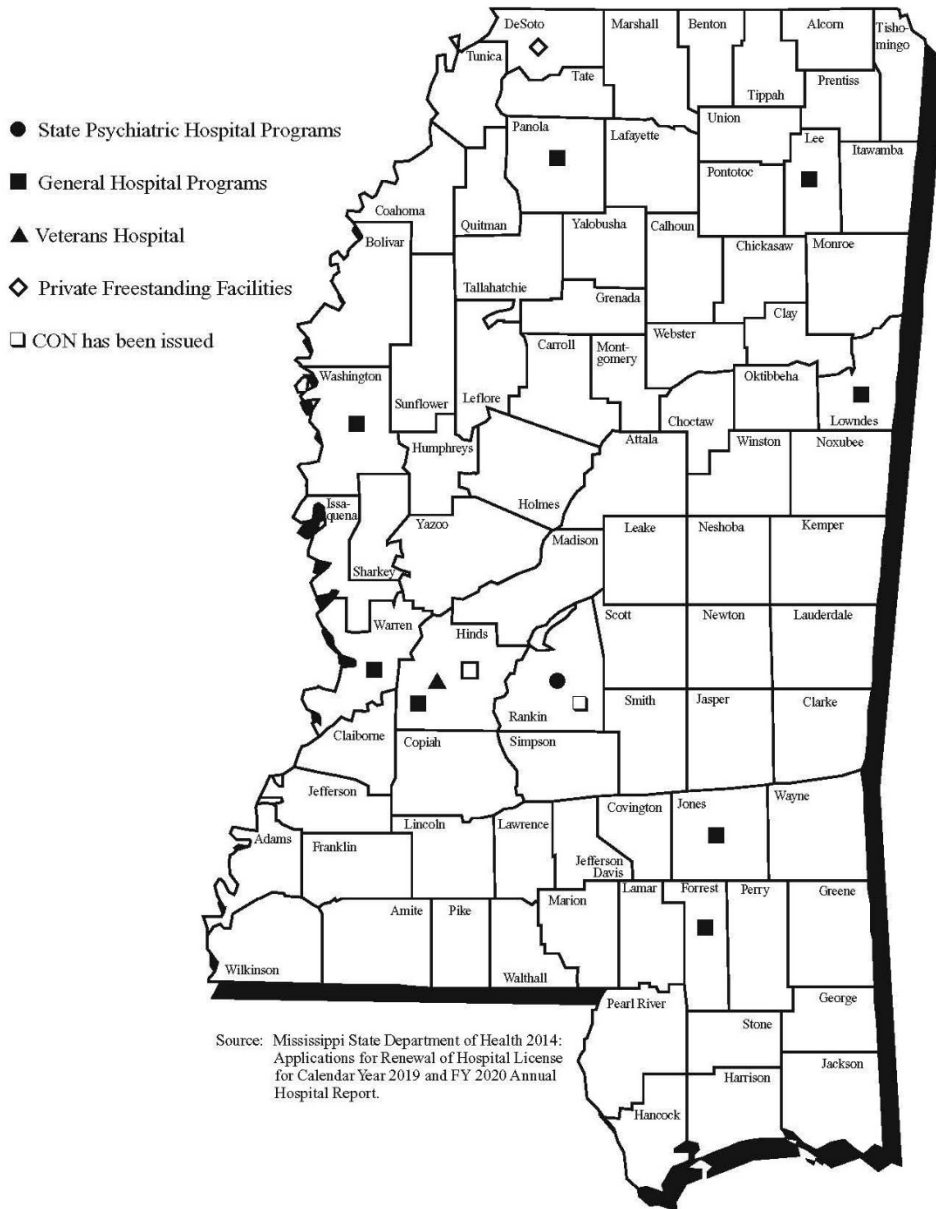 DeSoto
Marshall
Benton
Alcorn
Tisho-
mingo
Tunica
Tate
Tippah
Prentiss
State Psychiatric Hospital Programs
Panola
Lafayette
Union
Lee
Itawamba
General Hospital Programs
Pontotoc
Coahoma
Quitman
Yalobusha
Calhoun
Veterans Hospital
Bolivar
Chickasaw
Monroe
Private Freestanding Facilities
Tallahatchie
Grenada
Clay
CON has been issued
Carroll
Mont-
gomery
Webster
Washington
Oktibbeha
Sunflower
Leflore
Choctaw
Lowndes
Humphreys
Attala
Winston
Noxubee
Holmes
Issa-
quena
Yazoo
Madison
Leake
Neshoba
Kemper
Sharkey
Warren
Hinds
Scott
Newton
Lauderdale
Rankin
Smith
Jasper
Clarke
Claiborne
Copiah
Simpson
Jefferson
Covington
Jones
Wayne
Lincoln
Lawrence
Adams
Franklin
Jefferson
Davis
Marion
Lamar
Forrest
Perry
Greene
Amite
Pike
Wilkinson
Walthall
Pearl River
George
Stone
Source: Mississippi State Department of Health 2014:
Applications for Renewal of Hospital License
for Calendar Year 2019 and FY 2020 Annual
Hospital Report.
Jackson
Harrison
Hancock